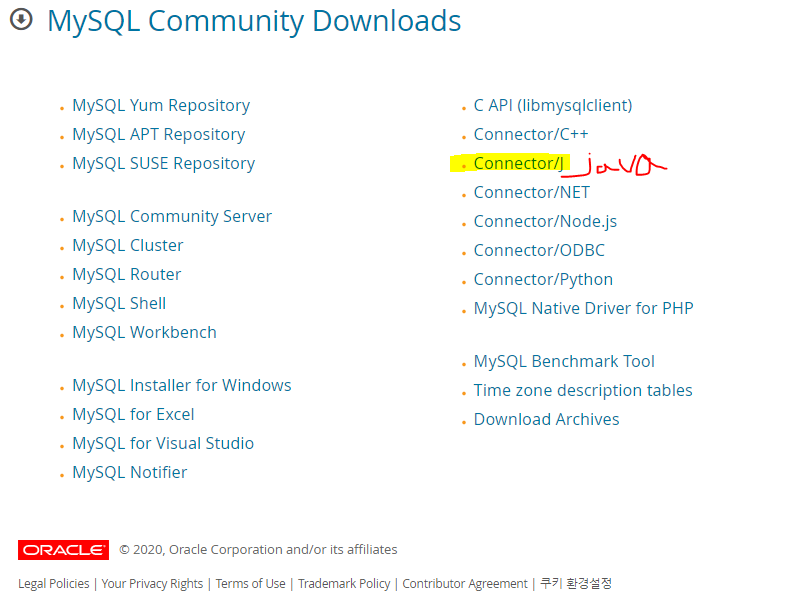 MySQL Community Downloads
MySQL Yum Repository
MySQL APT Repository
MySQL SUSE Repository
MySQL Community Server
MySQL Cluster
MySQL Router
MySQL Shell
MySQL Workbench
MySQL Installer for Windows
MySQL for Excel
MySQL for Visual Studio
MySQL Notifier
C API (libmysqlclient)
Connector/C++
Connector/J java
Connector/NET
Connector/Node.js
Connector/ODBC
Connector/Python
MySQL Native Driver for PHP
MySQL Benchmark Tool
Time zone description tables
Download Archives
ORACLE © 2020, Oracle Corporation and/or its affiliates
Legal Policies | Your Privacy Rights | Terms of Use | Trademark Policy | Contributor Agreement | 쿠키 환경설정